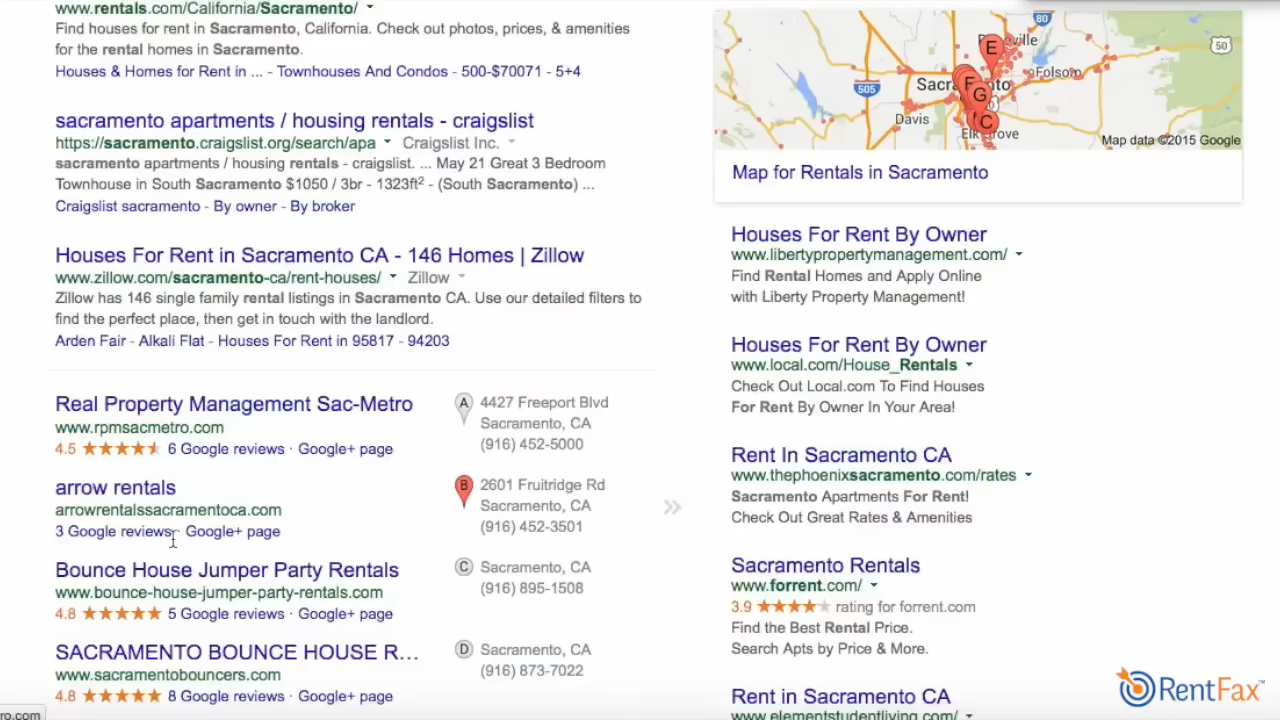 www.rentals.com/California/Sacramento/
Find houses for rent in Sacramento, California. Check out photos, prices, & amenities
for the rental homes in Sacramento.
Houses & Homes for Rent in ... - Townhouses And Condos - 500-$70071 - 5+4
sacramento apartments / housing rentals - craigslist
https://sacramento.craigslist.org/search/apa Craigslist Inc.
sacramento apartments / housing rentals - craigslist. ... May 21 Great 3 Bedroom
Townhouse in South Sacramento $1050 / 3br - 1323ft² - (South Sacramento) ...
Craigslist sacramento - By owner - By broker
Houses For Rent in Sacramento CA - 146 Homes | Zillow
www.zillow.com/sacramento-ca/rent-houses/ Zillow
Zillow has 146 single family rental listings in Sacramento CA. Use our detailed filters to
find the perfect place, then get in touch with the landlord.
Arden Fair - Alkali Flat - Houses For Rent in 95817 - 94203
Real Property Management Sac-Metro
www.rpmsacmetro.com
4.5 6 Google reviews · Google+ page
A 4427 Freeport Blvd
Sacramento, CA
(916) 452-5000
arrow rentals
arrowrentalssacramentoca.com
3 Google reviews · Google+ page
B 2601 Fruitridge Rd
Sacramento, CA
(916) 452-3501
Bounce House Jumper Party Rentals
www.bounce-house-jumper-party-rentals.com
4.8 5 Google reviews · Google+ page
C Sacramento, CA
(916) 895-1508
SACRAMENTO BOUNCE HOUSE R...
www.sacramentobouncers.com
4.8 8 Google reviews · Google+ page
D Sacramento, CA
(916) 873-7022
ro.com
»
80
E
50
505
Folsom
F
G
Davis
C
Map data ©2015 Google
Map for Rentals in Sacramento
Houses For Rent By Owner
www.libertypropertymanagement.com/
Find Rental Homes and Apply Online
with Liberty Property Management!
Houses For Rent By Owner
www.local.com/House_Rentals
Check Out Local.com To Find Houses
For Rent By Owner In Your Area!
Rent In Sacramento CA
www.thephoenixsacramento.com/rates
Sacramento Apartments For Rent!
Check Out Great Rates & Amenities
Sacramento Rentals
www.forrent.com/
3.9 rating for forrent.com
Find the Best Rental Price.
Search Apts by Price & More.
Rent in Sacramento CA
www.elementstudentliving.com/
RentFax™